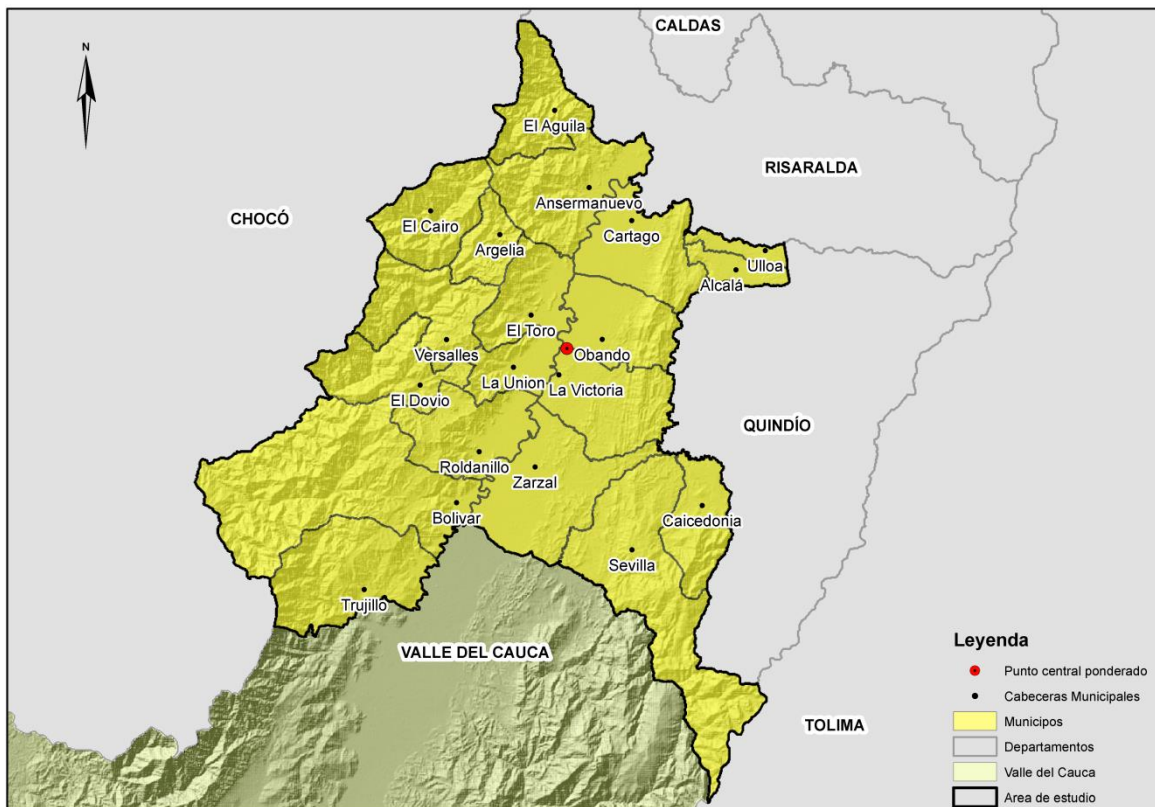 CALDAS
N
El Aguila
RISARALDA
Ansermanuevo
CHOCÓ
El Cairo
Cartago
Argelia
Ulloa
Alcalá
El Toro
Versalles
Obando
La Union
La Victoria
El Dovio
QUINDÍO
Roldanillo
Zarzal
Bolivar
Caicedonia
Sevilla
Trujillo
VALLE DEL CAUCA
TOLIMA
Leyenda
Punto central ponderado
Cabeceras Municipales
Municipos
Departamentos
Valle del Cauca
Area de estudio